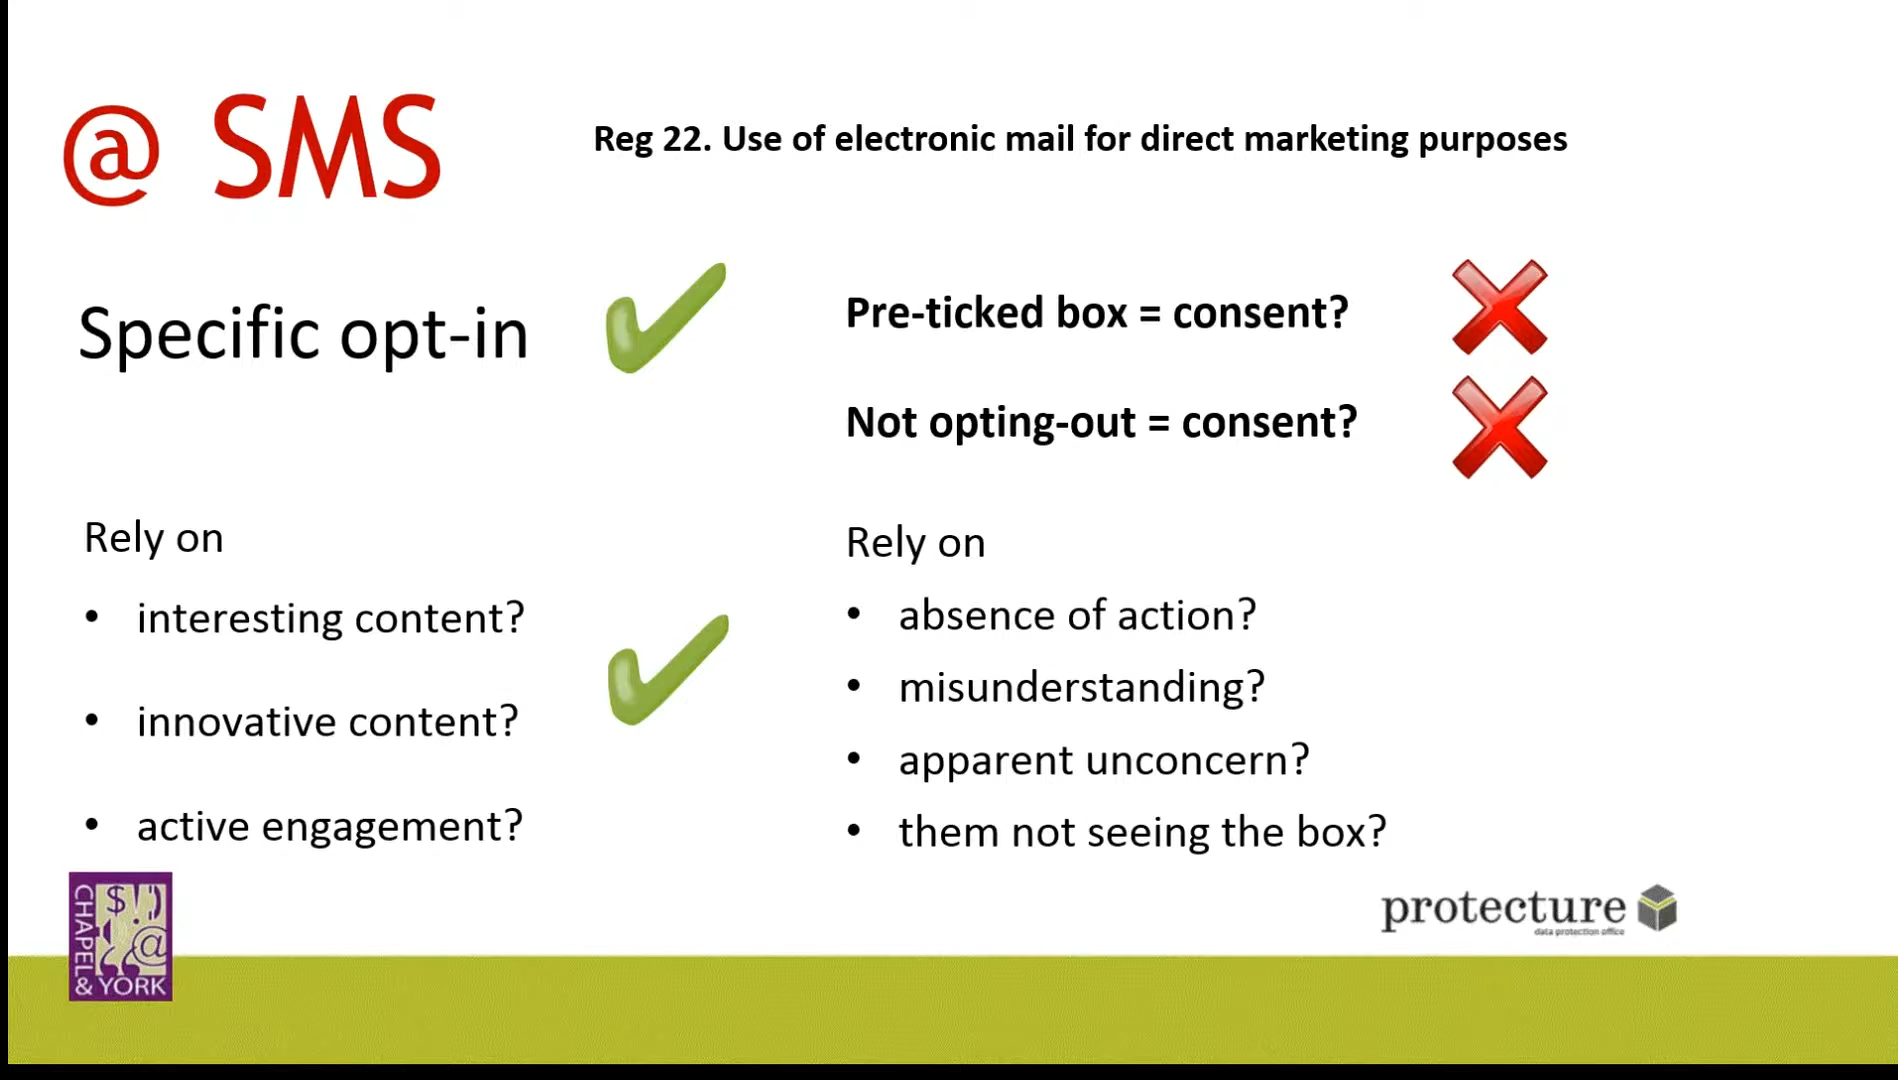 @ SMS
Reg 22. Use of electronic mail for direct marketing purposes
Specific opt-in
Pre-ticked box = consent?
Not opting-out = consent?
Rely on
• interesting content?
• innovative content?
• active engagement?
Rely on
• absence of action?
• misunderstanding?
• apparent unconcern?
• them not seeing the box?
CHAPEL
& YORK
protecture
data protection office